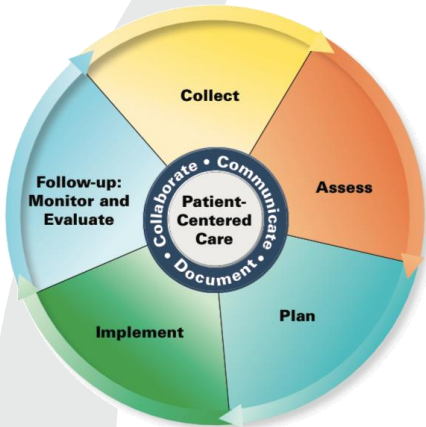 Collect
Assess
Plan
Implement
Follow-up:
Monitor and
Evaluate
Collaborate • Communicate • Document •
Patient-
Centered
Care